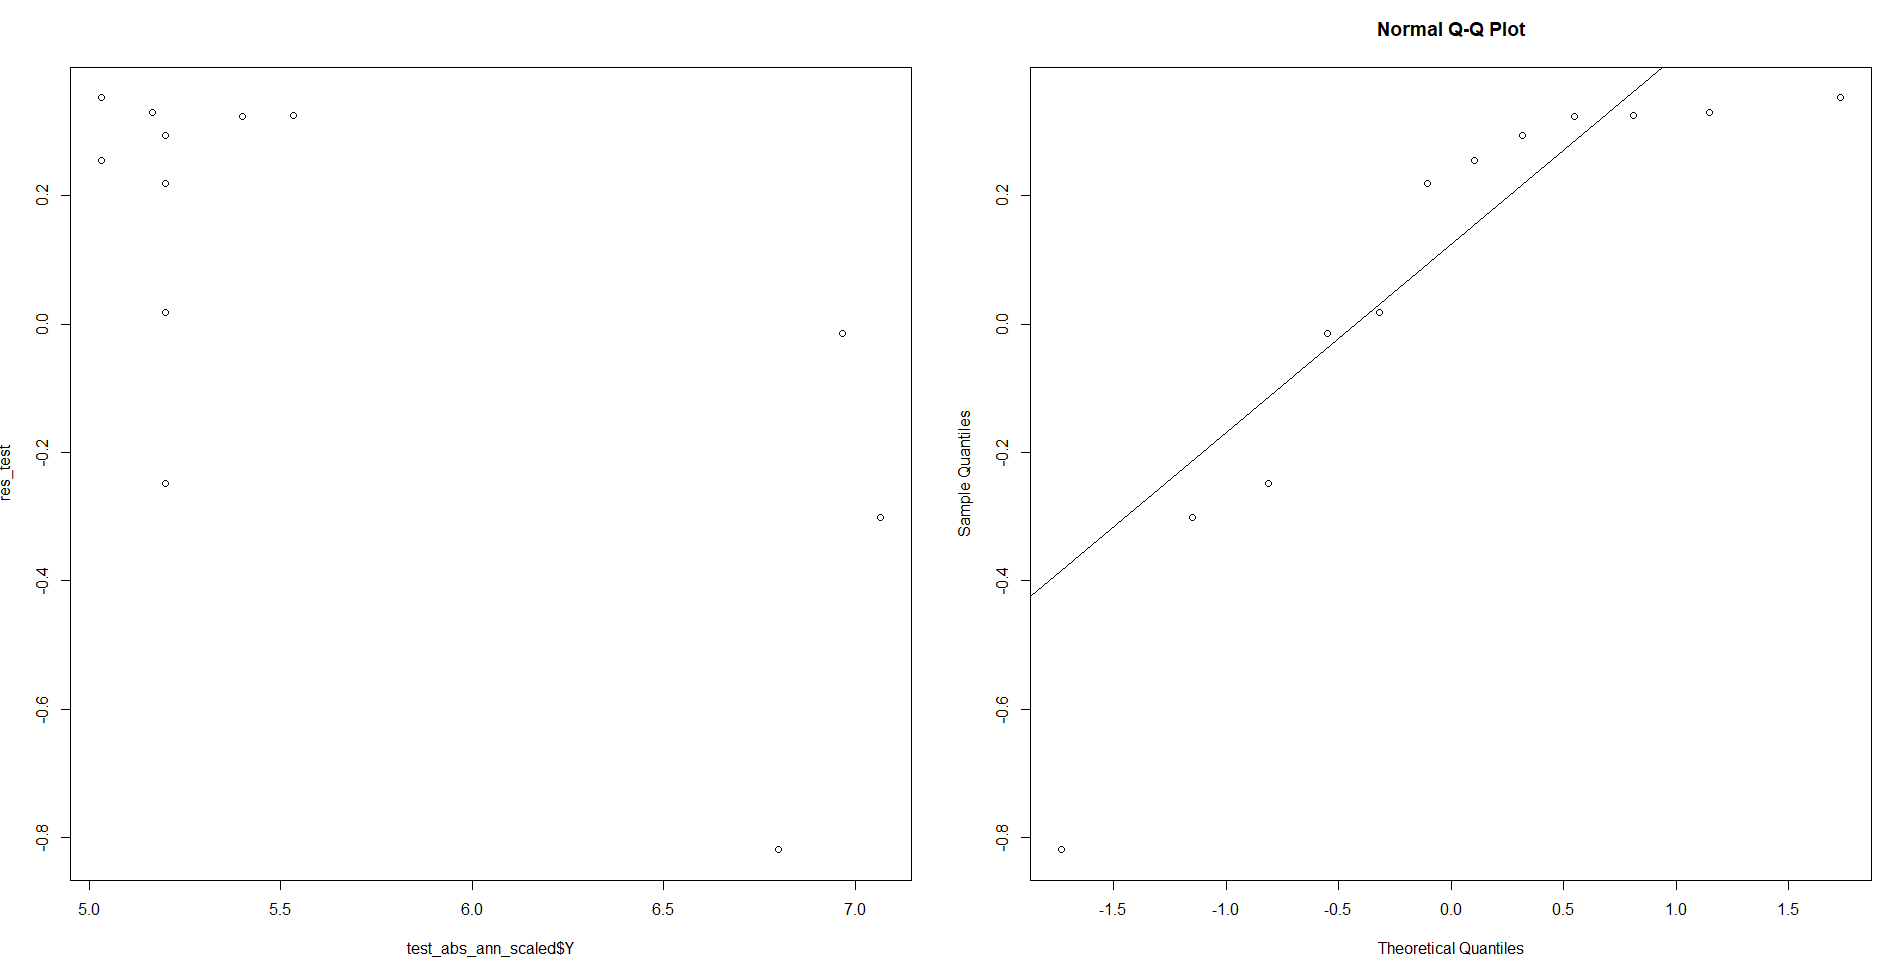 res_test
0.2
0.0
-0.2
-0.4
-0.6
-0.8
5.0 5.5 6.0 6.5 7.0
test_abs_ann_scaled$Y
Normal Q-Q Plot
Sample Quantiles
0.2
0.0
-0.2
-0.4
-0.6
-0.8
-1.5 -1.0 -0.5 0.0 0.5 1.0 1.5
Theoretical Quantiles